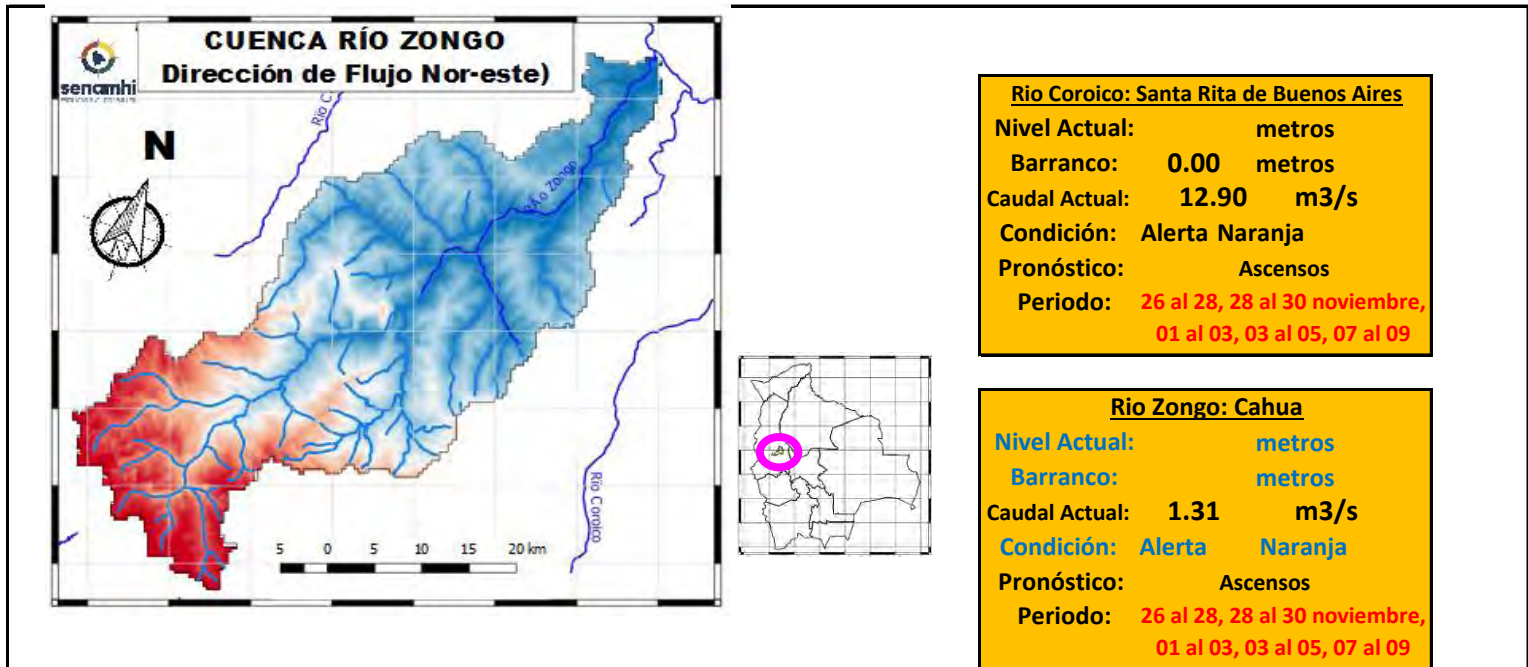 CUENCA RÍO ZONGO
Dirección de Flujo Nor-este)
senamhi
Río C
N
Río Zongo
Río Coroico
5 0 5 10 15 20 km
Rio Coroico: Santa Rita de Buenos Aires
Nivel Actual: metros
Barranco: 0.00 metros
Caudal Actual: 12.90 m3/s
Condición: Alerta Naranja
Pronóstico: Ascensos
Periodo: 26 al 28, 28 al 30 noviembre,
01 al 03, 03 al 05, 07 al 09
Rio Zongo: Cahua
Nivel Actual: metros
Barranco: metros
Caudal Actual: 1.31 m3/s
Condición: Alerta Naranja
Pronóstico: Ascensos
Periodo: 26 al 28, 28 al 30 noviembre,
01 al 03, 03 al 05, 07 al 09